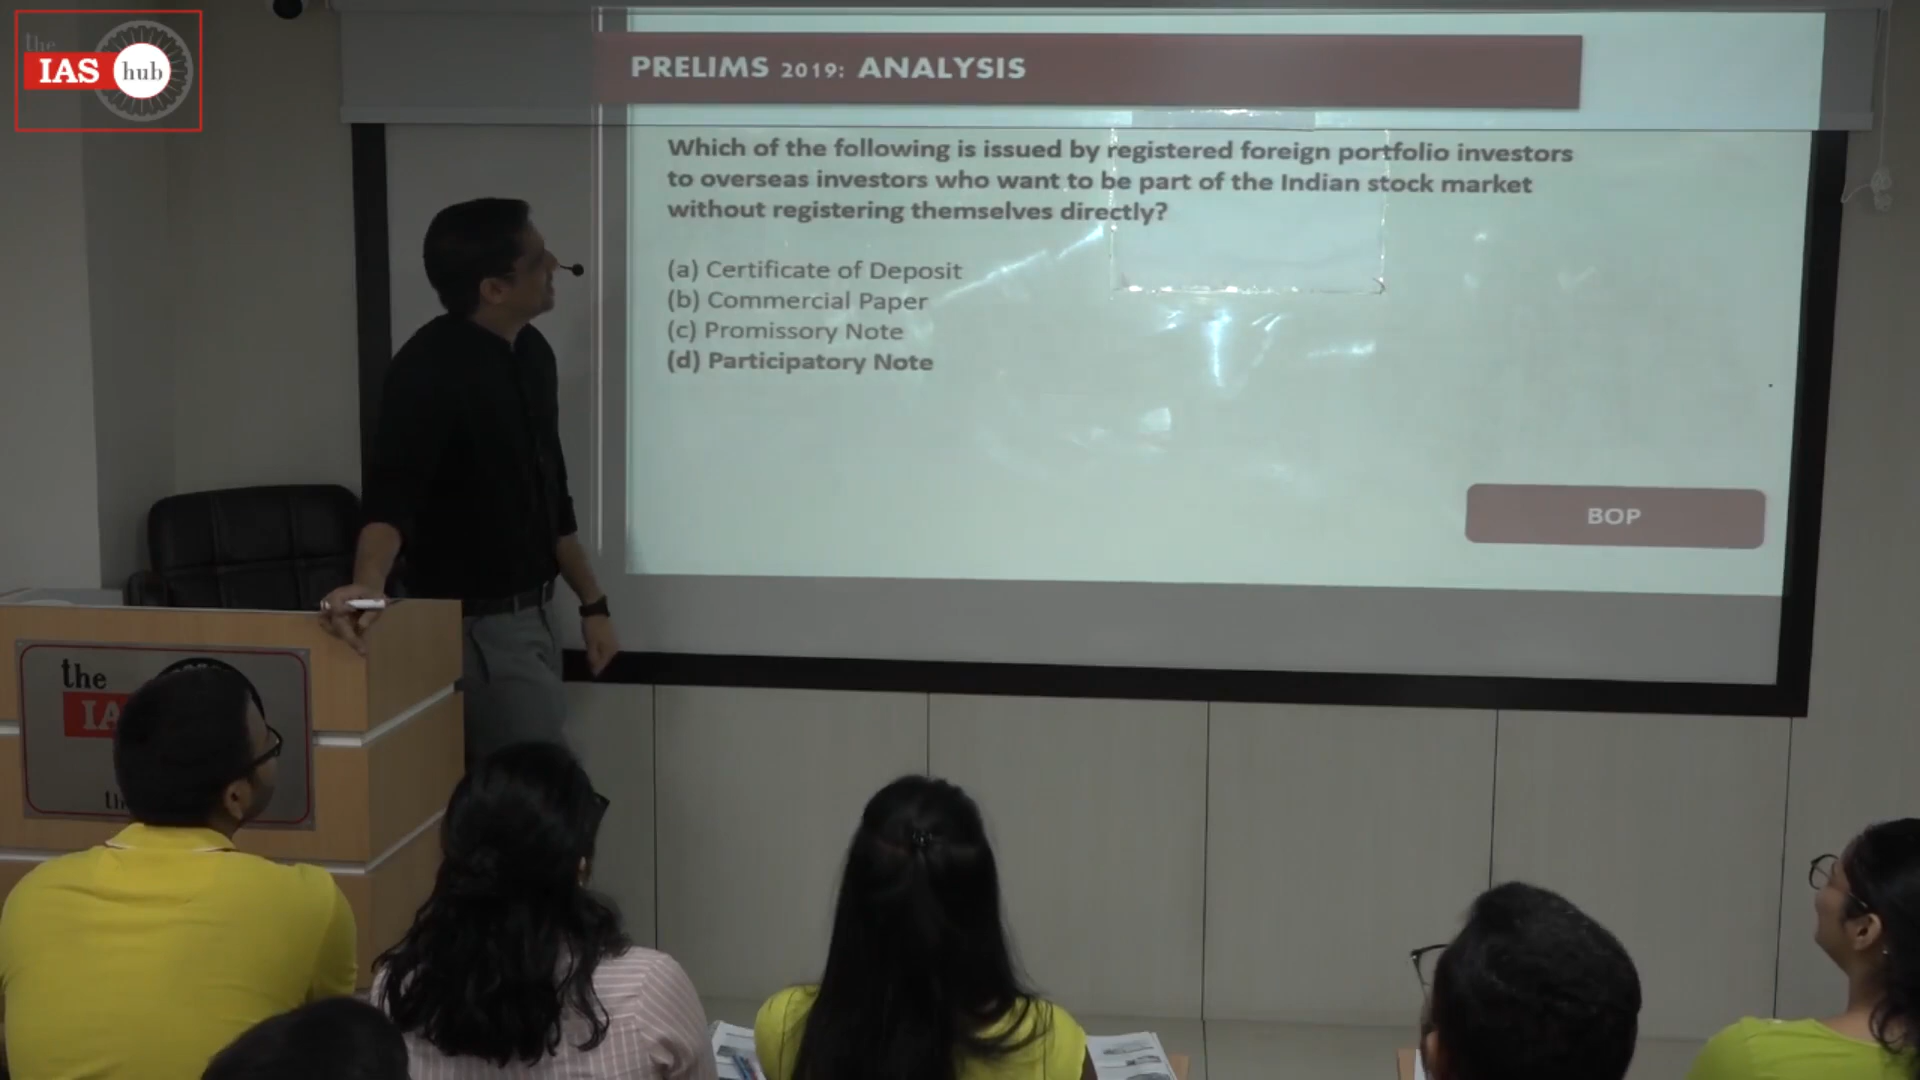 the
IAS hub
PRELIMS 2019: ANALYSIS
Which of the following is issued by registered foreign portfolio investors
to overseas investors who want to be part of the Indian stock market
without registering themselves directly?
(a) Certificate of Deposit
(b) Commercial Paper
(c) Promissory Note
(d) Participatory Note
BOP
the
IA
th